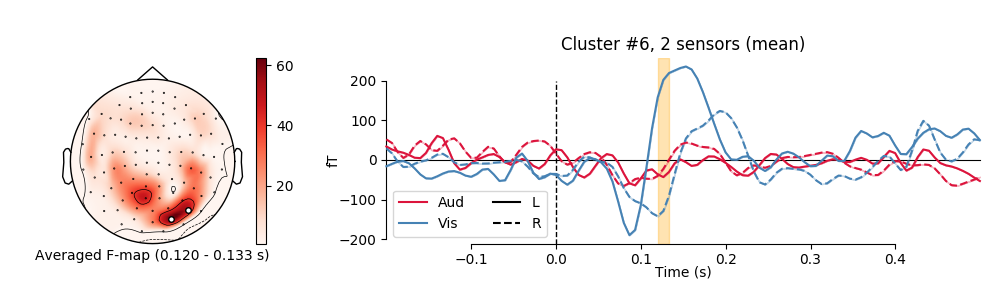 Cluster #6, 2 sensors (mean)
60
40
20
Averaged F-map (0.120 - 0.133 s)
fT
200
100
0
−100
−200
Aud
Vis
L
R
−0.1
0.0
0.1
0.2
0.3
0.4
Time (s)